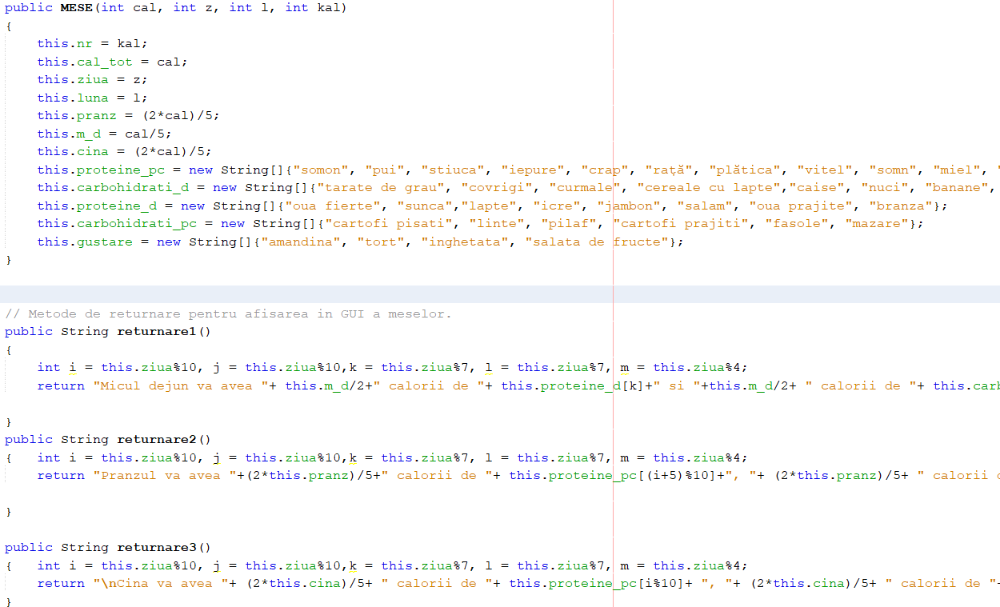 public MESE(int cal, int z, int l, int kal)
{
    this.nr = kal;
    this.cal_tot = cal;
    this.ziua = z;
    this.luna = l;
    this.pranz = (2*cal)/5;
    this.m_d = cal/5;
    this.cina = (2*cal)/5;
    this.proteine_pc = new String[]{"somon", "pui", "stiuca", "iepure", "crap", "rață", "plătica", "vitel", "somn", "miel", "
    this.carbohidrati_d = new String[]{"tarate de grau", "covrigi", "curmale", "cereale cu lapte","caise", "nuci", "banane",
    this.proteine_d = new String[]{"oua fierte", "sunca","lapte", "icre", "jambon", "salam", "oua prajite", "branza"};
    this.carbohidrati_pc = new String[]{"cartofi pisati", "linte", "pilaf", "cartofi prajiti", "fasole", "mazare"};
    this.gustare = new String[]{"amandina", "tort", "inghetata", "salata de fructe"};
}
// Metode de returnare pentru afisarea in GUI a meselor.
public String returnare1()
{
    int i = this.ziua%10, j = this.ziua%10,k = this.ziua%7, l = this.ziua%7, m = this.ziua%4;
    return "Micul dejun va avea "+ this.m_d/2+" calorii de "+ this.proteine_d[k]+" si "+this.m_d/2+ " calorii de "+ this.carb
}
public String returnare2()
{   int i = this.ziua%10, j = this.ziua%10,k = this.ziua%7, l = this.ziua%7, m = this.ziua%4;
    return "Pranzul va avea "+(2*this.pranz)/5+" calorii de "+ this.proteine_pc[(i+5)%10]+", "+ (2*this.pranz)/5+ " calorii
}
public String returnare3()
{   int i = this.ziua%10, j = this.ziua%10,k = this.ziua%7, l = this.ziua%7, m = this.ziua%4;
    return "\nCina va avea "+ (2*this.cina)/5+ " calorii de "+ this.proteine_pc[i%10]+ ", "+ (2*this.cina)/5+ " calorii de "+
}